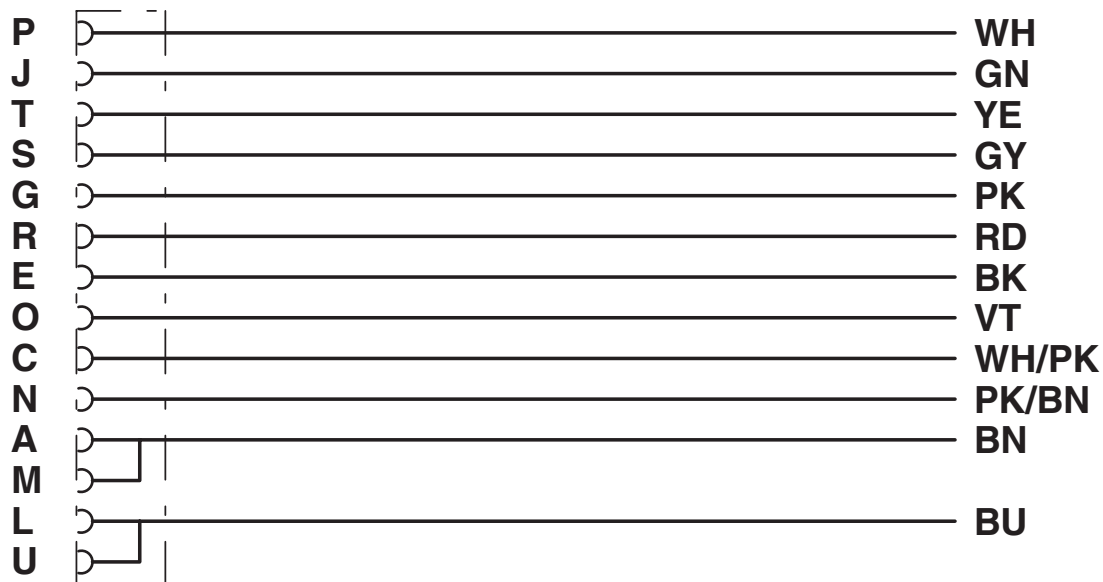 P WH
J GN
T YE
S GY
G PK
R RD
E BK
O VT
C WH/PK
N PK/BN
A BN
M
L BU
U